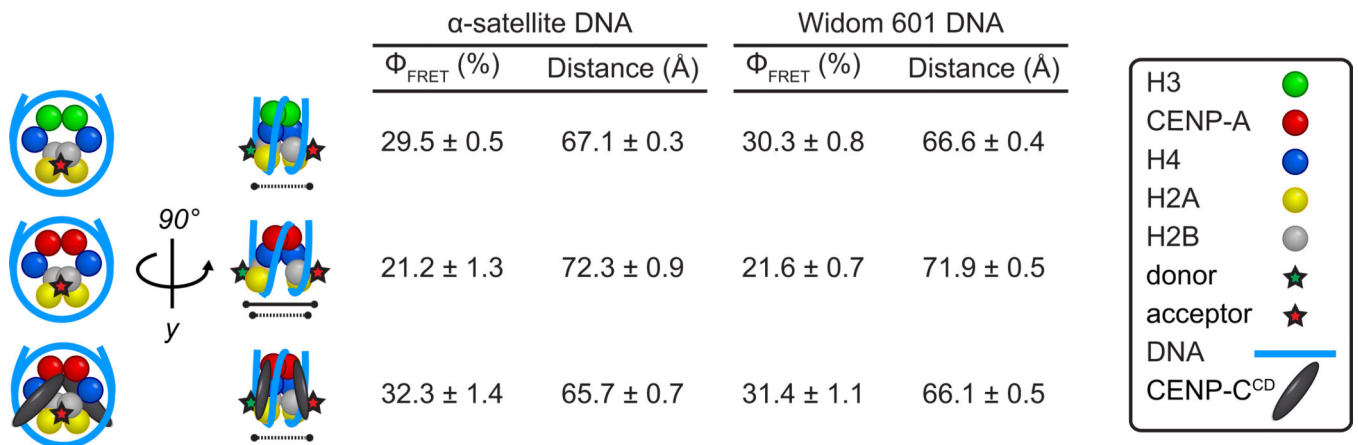 α-satellite DNA Widom 601 DNA
ΦFRET (%) Distance (Å) ΦFRET (%) Distance (Å)
29.5 ± 0.5 67.1 ± 0.3 30.3 ± 0.8 66.6 ± 0.4
90°
y
21.2 ± 1.3 72.3 ± 0.9 21.6 ± 0.7 71.9 ± 0.5
32.3 ± 1.4 65.7 ± 0.7 31.4 ± 1.1 66.1 ± 0.5
H3
CENP-A
H4
H2A
H2B
donor
acceptor
DNA
CENP-C^CD